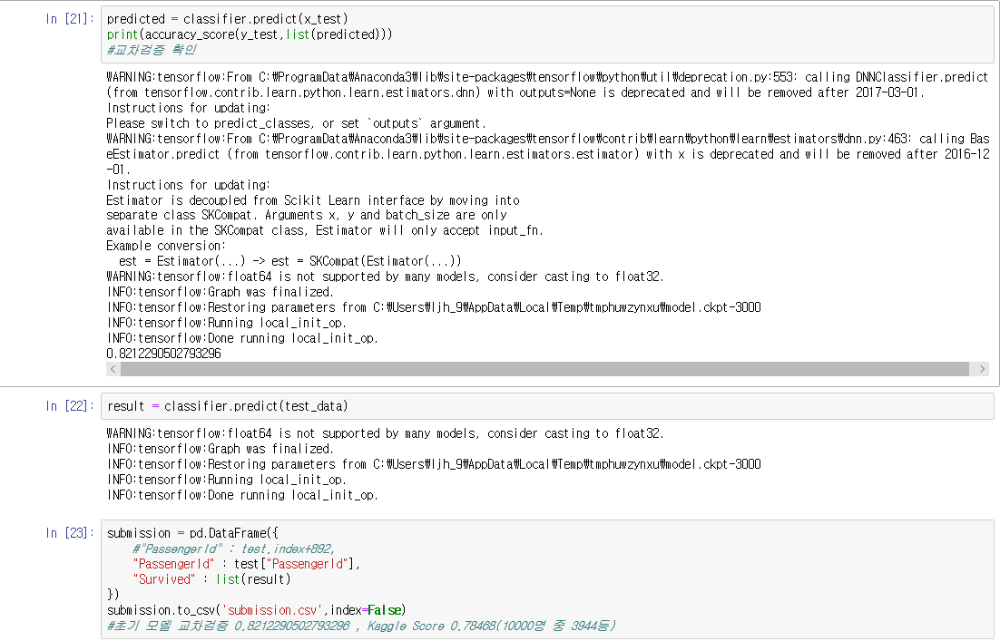 In [21]: predicted = classifier.predict(x_test)
print(accuracy_score(y_test,list(predicted)))
#교차검증 확인
WARNING:tensorflow:From C:₩ProgramData₩Anaconda3₩lib₩site-packages₩tensorflow₩python₩util₩deprecation.py:553: calling DNNClassifier.predict
(from tensorflow.contrib.learn.python.learn.estimators.dnn) with outputs=None is deprecated and will be removed after 2017-03-01.
Instructions for updating:
Please switch to predict_classes, or set `outputs` argument.
WARNING:tensorflow:From C:₩ProgramData₩Anaconda3₩lib₩site-packages₩tensorflow₩contrib₩learn₩python₩learn₩estimators₩dnn.py:463: calling Bas
eEstimator.predict (from tensorflow.contrib.learn.python.learn.estimators.estimator) with x is deprecated and will be removed after 2016-12
-01.
Instructions for updating:
Estimator is decoupled from Scikit Learn interface by moving into
separate class SKCompat. Arguments x, y and batch_size are only
available in the SKCompat class, Estimator will only accept input_fn.
Example conversion:
  est = Estimator(...) -> est = SKCompat(Estimator(...))
WARNING:tensorflow:float64 is not supported by many models, consider casting to float32.
INFO:tensorflow:Graph was finalized.
INFO:tensorflow:Restoring parameters from C:₩Users₩ljh_9₩AppData₩Local₩Temp₩tmphuwzynxu₩model.ckpt-3000
INFO:tensorflow:Running local_init_op.
INFO:tensorflow:Done running local_init_op.
0.8212290502793296
In [22]: result = classifier.predict(test_data)
WARNING:tensorflow:float64 is not supported by many models, consider casting to float32.
INFO:tensorflow:Graph was finalized.
INFO:tensorflow:Restoring parameters from C:₩Users₩ljh_9₩AppData₩Local₩Temp₩tmphuwzynxu₩model.ckpt-3000
INFO:tensorflow:Running local_init_op.
INFO:tensorflow:Done running local_init_op.
In [23]: submission = pd.DataFrame({
    #"PassengerId" : test.index+892,
    "PassengerId" : test["PassengerId"],
    "Survived" : list(result)
})
submission.to_csv('submission.csv',index=False)
#초기 모델 교차검증 0.8212290502793296 , Kaggle Score 0.78468(10000명 중 3944등)